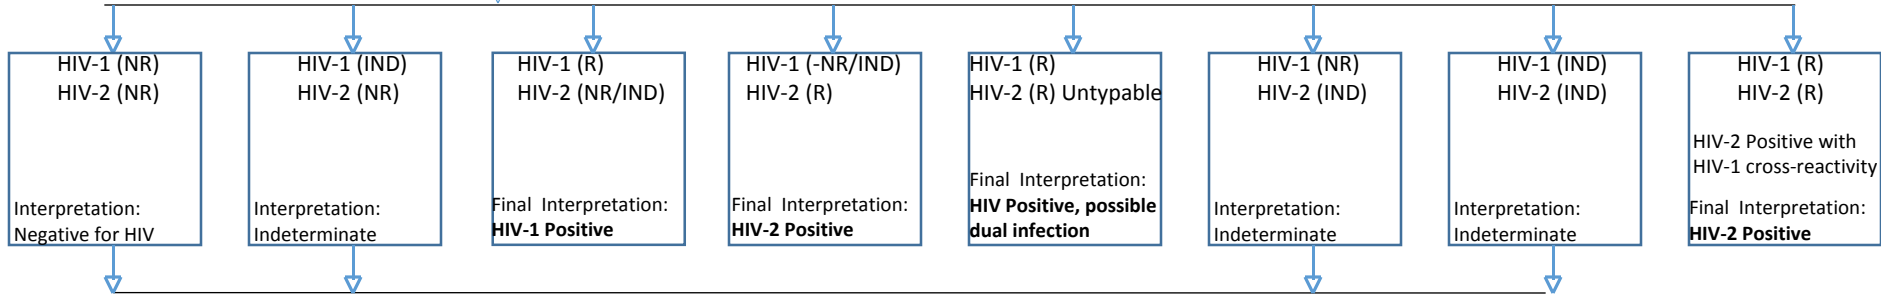 HIV-1 (NR)
HIV-2 (NR)
Interpretation:
Negative for HIV
HIV-1 (IND)
HIV-2 (NR)
Interpretation:
Indeterminate
HIV-1 (R)
HIV-2 (NR/IND)
Final Interpretation:
HIV-1 Positive
HIV-1 (-NR/IND)
HIV-2 (R)
Final Interpretation:
HIV-2 Positive
HIV-1 (R)
HIV-2 (R) Untypable
Final Interpretation:
HIV Positive, possible
dual infection
HIV-1 (NR)
HIV-2 (IND)
Interpretation:
Indeterminate
HIV-1 (IND)
HIV-2 (IND)
Interpretation:
Indeterminate
HIV-1 (R)
HIV-2 (R)
HIV-2 Positive with
HIV-1 cross-reactivity
Final Interpretation:
HIV-2 Positive